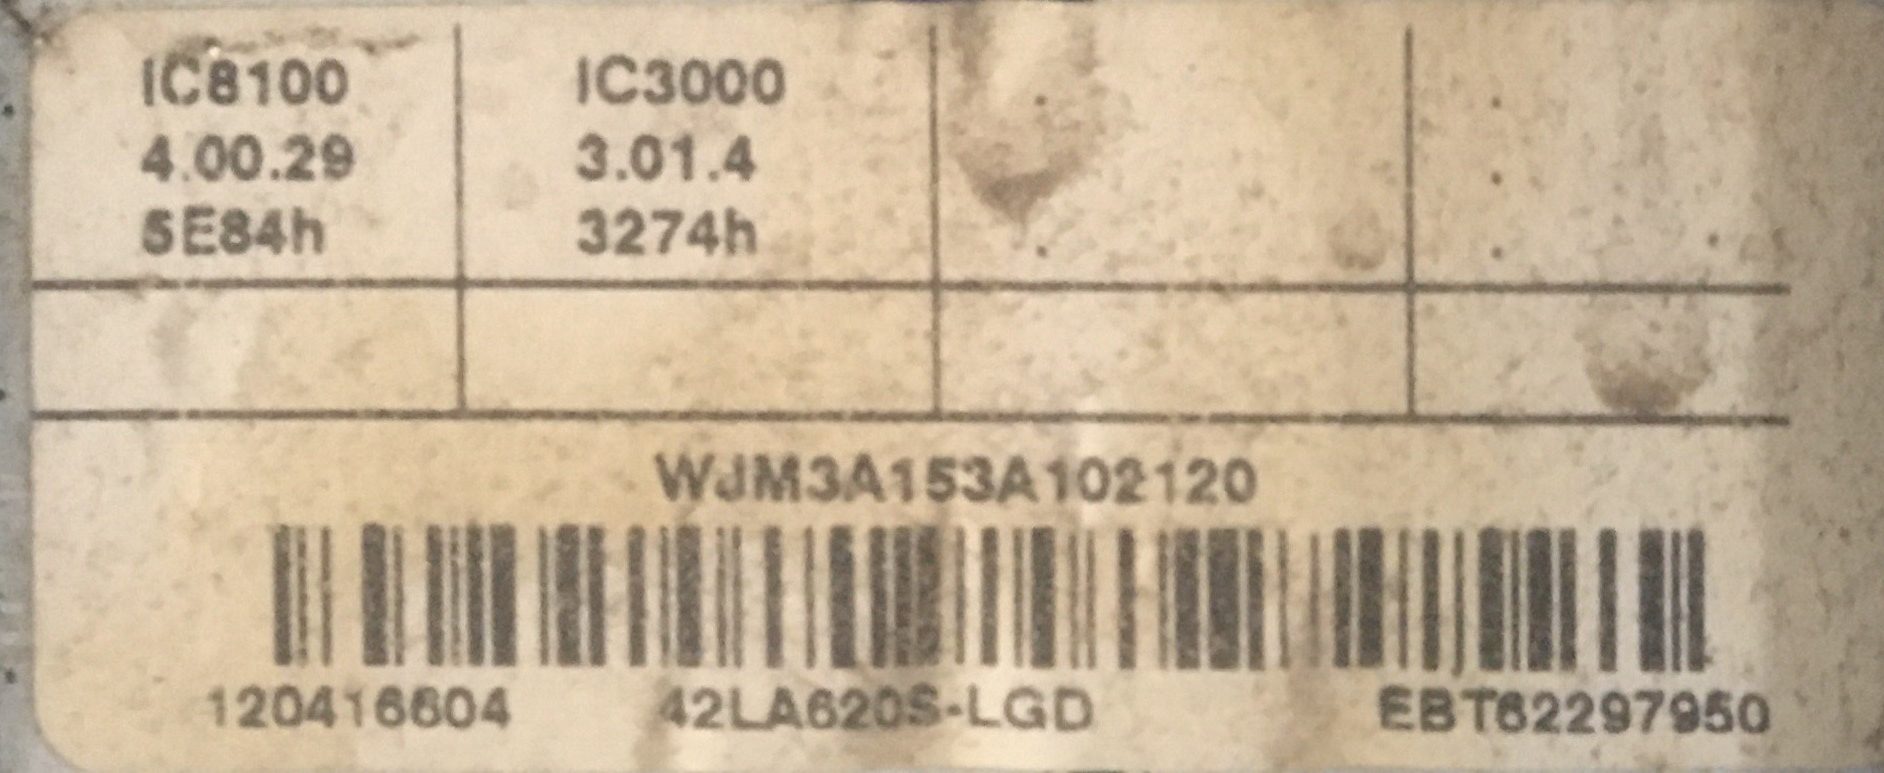 IC8100 IC3000
4.00.29 3.01.4
5E84h 3274h
WJM3A153A102120
120416604 42LA620S-LGD EBT62297950